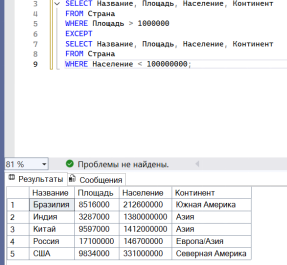 3 SELECT Название, Площадь, Население, Континент
4 FROM Страна
5 WHERE Площадь > 1000000
6 EXCEPT
7 SELECT Название, Площадь, Население, Континент
8 FROM Страна
9 WHERE Население < 100000000;
81 % Проблемы не найдены.
Результаты Сообщения
Название Площадь Население Континент
1 Бразилия 8516000 212600000 Южная Америка
2 Индия 3287000 1380000000 Азия
3 Китай 9597000 1412000000 Азия
4 Россия 17100000 146700000 Европа/Азия
5 США 9834000 331000000 Северная Америка